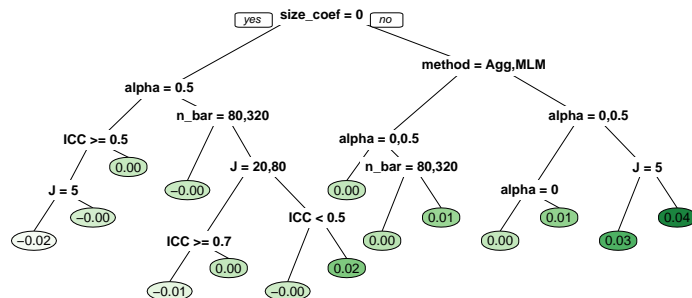 yes size_coef = 0 no
method = Agg,MLM
alpha = 0.5
n_bar = 80,320
alpha = 0,0.5
ICC >= 0.5
alpha = 0,0.5
0.00
J = 20,80
n_bar = 80,320
J = 5
−0.00
0.00
alpha = 0
J = 5
−0.00
ICC < 0.5
0.01
0.01
0.04
−0.02
ICC >= 0.7
0.00
0.00
0.03
0.00
0.02
−0.01
−0.00